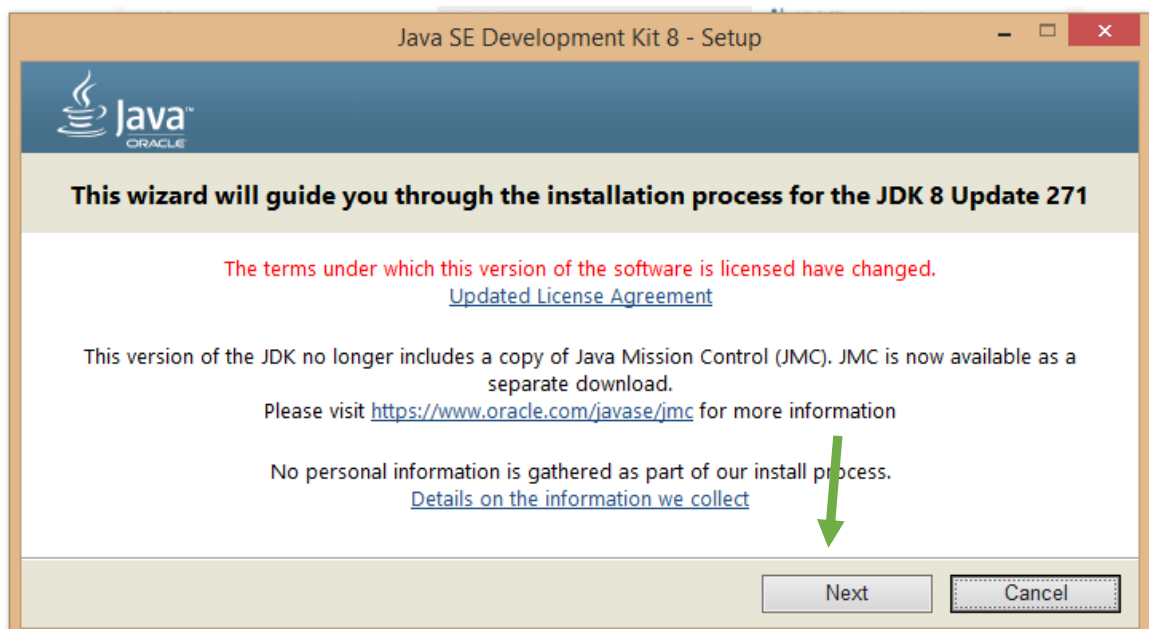 Java SE Development Kit 8 - Setup
Java™
ORACLE
This wizard will guide you through the installation process for the JDK 8 Update 271
The terms under which this version of the software is licensed have changed.
Updated License Agreement
This version of the JDK no longer includes a copy of Java Mission Control (JMC). JMC is now available as a
separate download.
Please visit https://www.oracle.com/javase/jmc for more information
No personal information is gathered as part of our install process.
Details on the information we collect
Next
Cancel